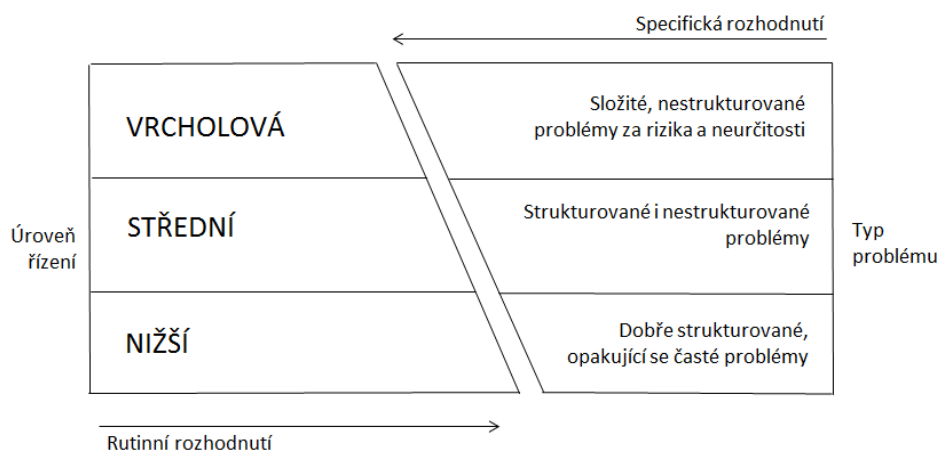 Specifická rozhodnutí
VRCHOLOVÁ
Složité, nestrukturované
problémy za rizika a neurčitosti
Úroveň
řízení
STŘEDNÍ
Strukturované i nestrukturované
problémy
Typ
problému
NIŽŠÍ
Dobře strukturované,
opakující se časté problémy
Rutinní rozhodnutí